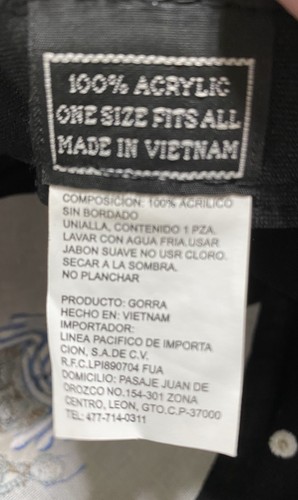 100% ACRYLIC
ONE SIZE FITS ALL
MADE IN VIETNAM
COMPOSICION: 100% ACRILICO
SIN BORDADO
UNIALLA, CONTENIDO 1 PZA.
LAVAR CON AGUA FRIA.USAR
JABON SUAVE NO USR CLORO.
SECAR A LA SOMBRA.
NO PLANCHAR
PRODUCTO: GORRA
HECHO EN: VIETNAM
IMPORTADOR:
LINEA PACIFICO DE IMPORTA
CION, S.A.DE C.V.
R.F.C.LPI890704 FUA
DOMICILIO: PASAJE JUAN DE
OROZCO NO.154-301 ZONA
CENTRO, LEON, GTO.C.P-37000
TEL: 477-714-0311